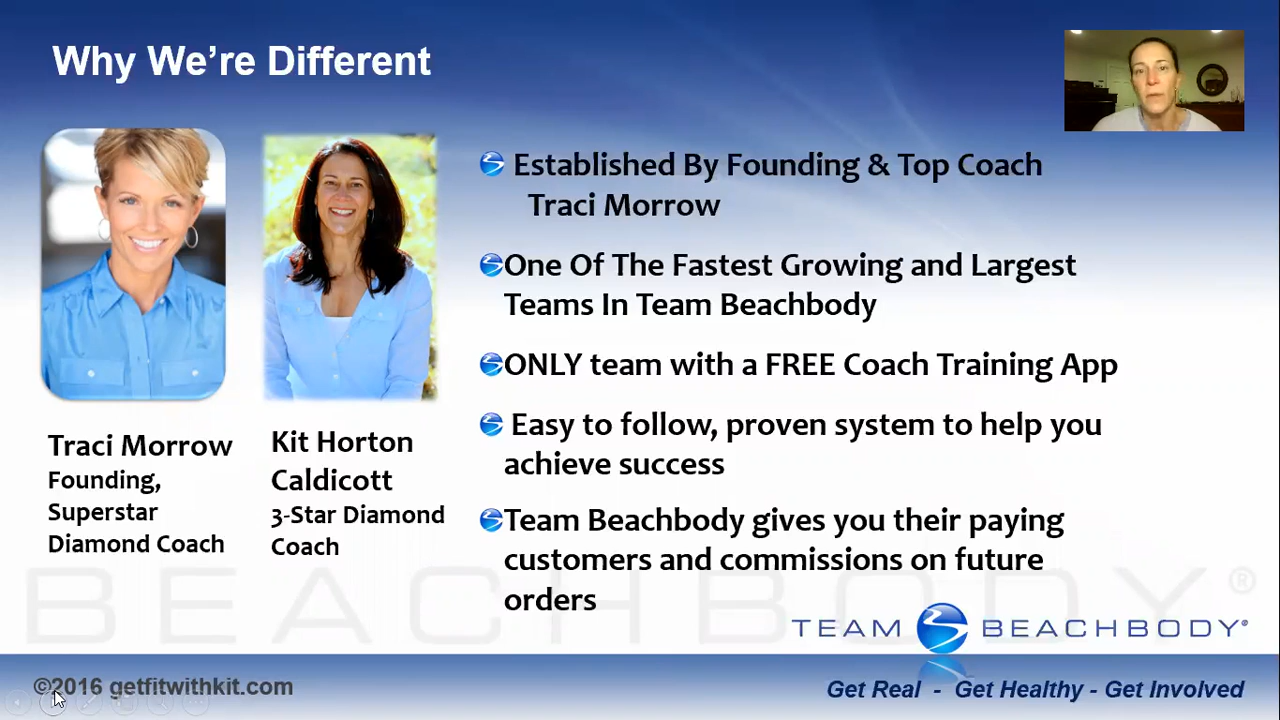 Why We're Different
Established By Founding & Top Coach
Traci Morrow
One Of The Fastest Growing and Largest
Teams In Team Beachbody
ONLY team with a FREE Coach Training App
Easy to follow, proven system to help you
achieve success
Team Beachbody gives you their paying
customers and commissions on future
orders
Traci Morrow
Founding,
Superstar
Diamond Coach
Kit Horton
Caldicott
3-Star Diamond
Coach
BEACHBODY®
TEAM BEACHBODY®
©2016 getfitwithkit.com
Get Real - Get Healthy - Get Involved